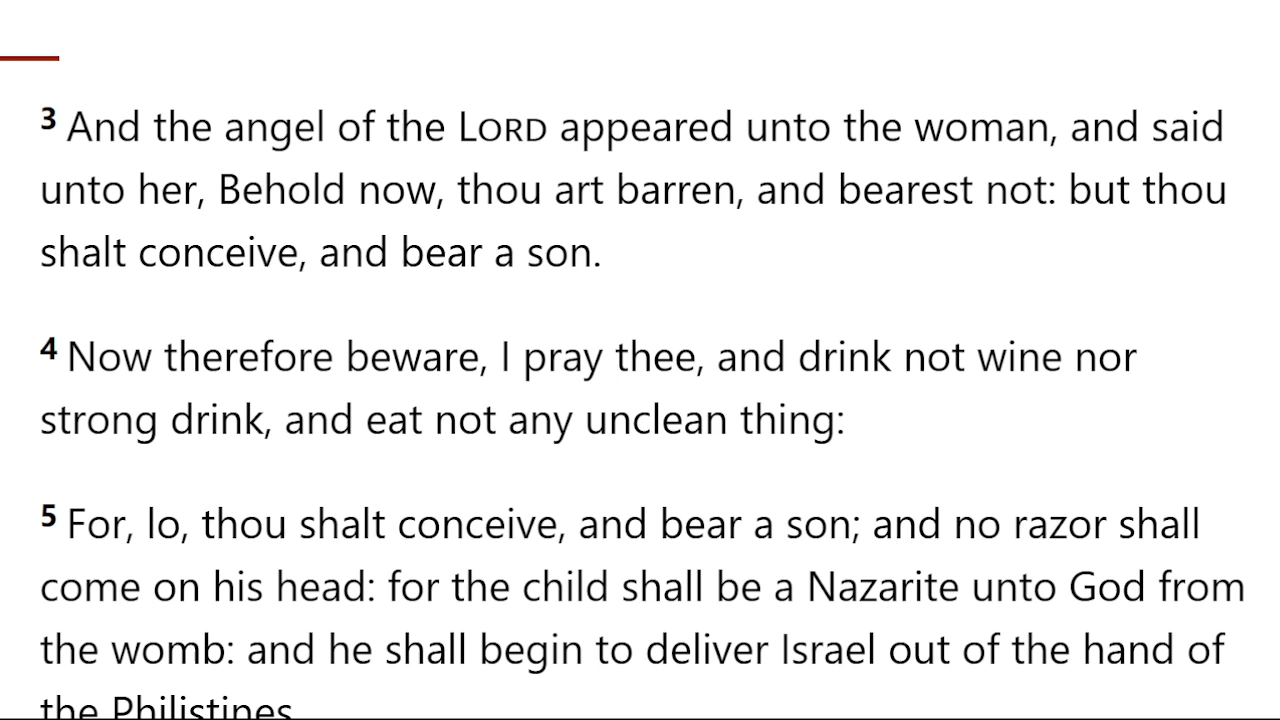 3 And the angel of the LORD appeared unto the woman, and said
unto her, Behold now, thou art barren, and bearest not: but thou
shalt conceive, and bear a son.
4 Now therefore beware, I pray thee, and drink not wine nor
strong drink, and eat not any unclean thing:
5 For, lo, thou shalt conceive, and bear a son; and no razor shall
come on his head: for the child shall be a Nazarite unto God from
the womb: and he shall begin to deliver Israel out of the hand of
the Philistines